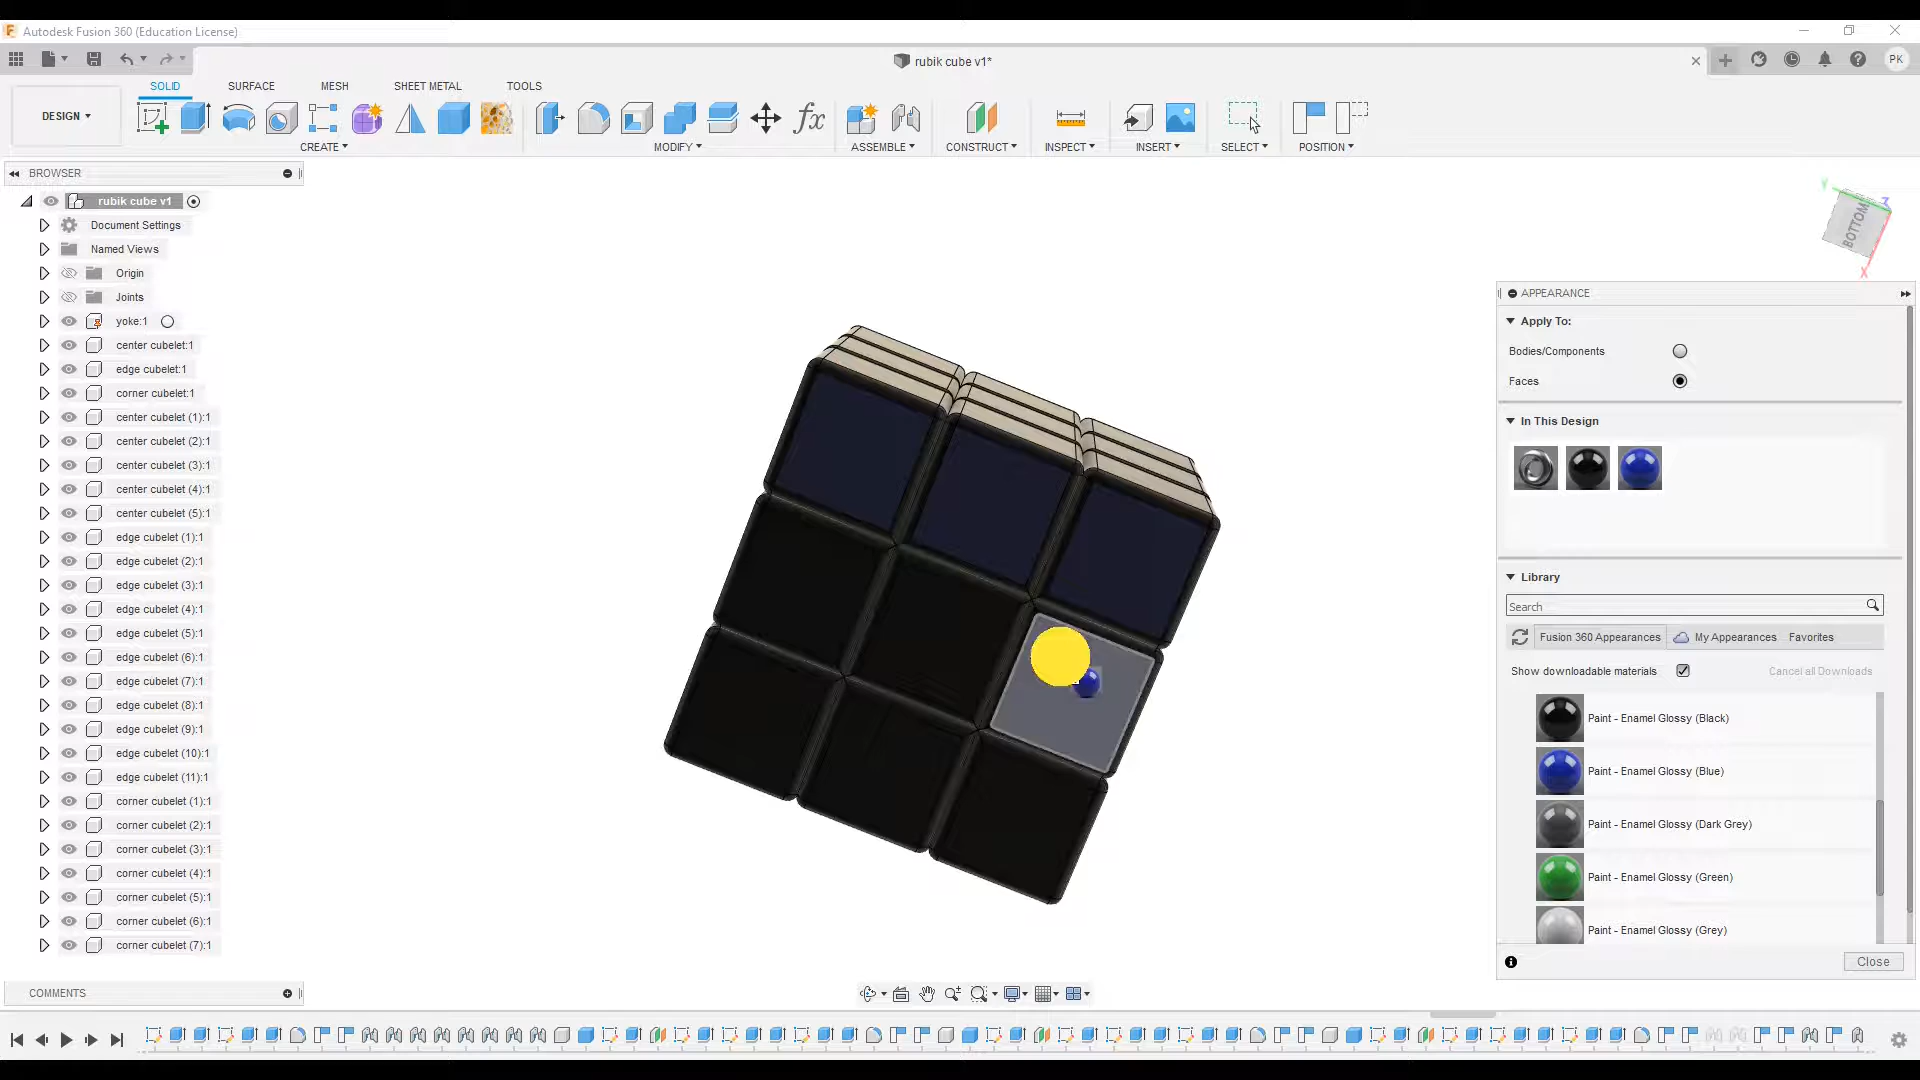 Autodesk Fusion 360 (Education License)
rubik cube v1*
PK
SOLID SURFACE MESH SHEET METAL TOOLS
DESIGN
fx
CREATE MODIFY ASSEMBLE CONSTRUCT INSPECT INSERT SELECT POSITION
BROWSER
rubik cube v1
Document Settings
Named Views
Origin
Joints
yoke:1
center cubelet:1
edge cubelet:1
corner cubelet:1
center cubelet (1):1
center cubelet (2):1
center cubelet (3):1
center cubelet (4):1
center cubelet (5):1
edge cubelet (1):1
edge cubelet (2):1
edge cubelet (3):1
edge cubelet (4):1
edge cubelet (5):1
edge cubelet (6):1
edge cubelet (7):1
edge cubelet (8):1
edge cubelet (9):1
edge cubelet (10):1
edge cubelet (11):1
corner cubelet (1):1
corner cubelet (2):1
corner cubelet (3):1
corner cubelet (4):1
corner cubelet (5):1
corner cubelet (6):1
corner cubelet (7):1
COMMENTS
Y
Z
BOTTOM
X
APPEARANCE
Apply To:
Bodies/Components
Faces
In This Design
Library
Search
Fusion 360 Appearances My Appearances Favorites
Show downloadable materials Cancel all Downloads
Paint - Enamel Glossy (Black)
Paint - Enamel Glossy (Blue)
Paint - Enamel Glossy (Dark Grey)
Paint - Enamel Glossy (Green)
Paint - Enamel Glossy (Grey)
Close